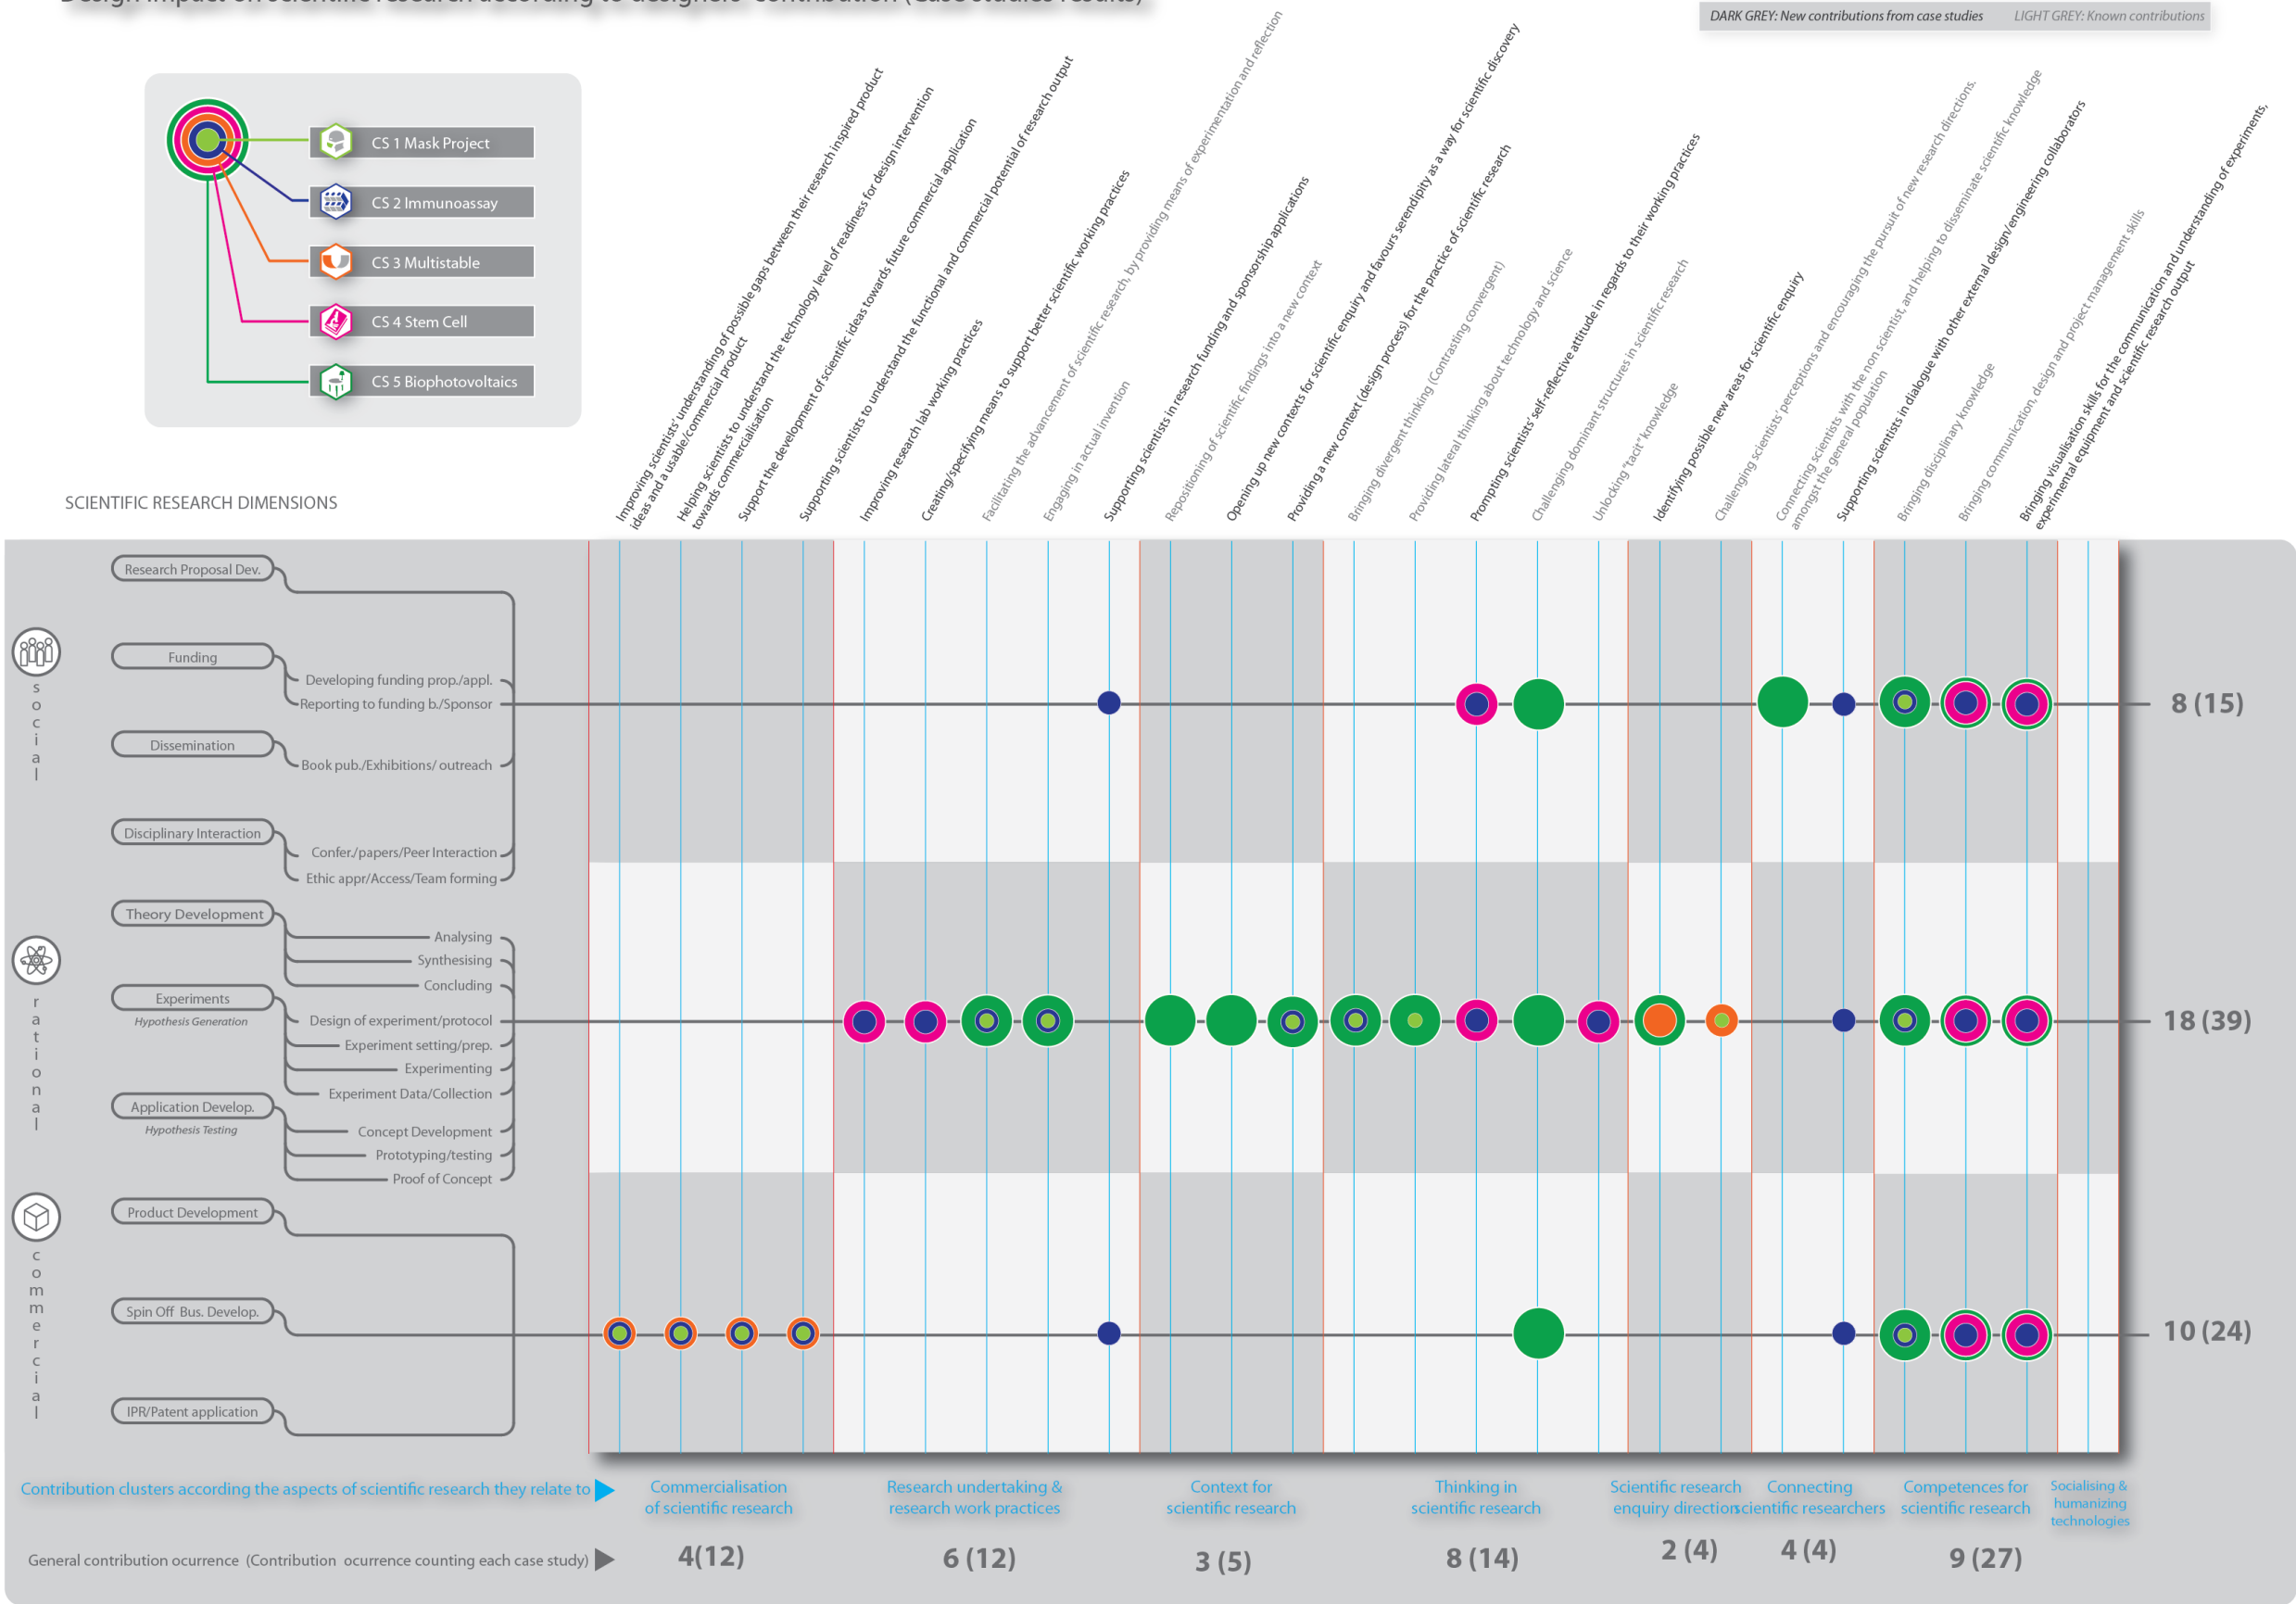 Design impact on scientific research according to designers' contribution (Case studies results)
DARK GREY: New contributions from case studies LIGHT GREY: Known contributions
CS 1 Mask Project
CS 2 Immunoassay
CS 3 Multistable
CS 4 Stem Cell
CS 5 Biophotovoltaics
SCIENTIFIC RESEARCH DIMENSIONS
Improving scientists' understanding of possible gaps between their research inspired product
ideas and a usable/commercial product
Helping scientists to understand the technology level of readiness for design intervention
towards commercialisation
Support the development of scientific ideas towards future commercial application
Supporting scientists to understand the functional and commercial potential of research output
Improving research lab working practices
Creating/specifying means to support better scientific working practices
Facilitating the advancement of scientific research, by providing means of experimentation and reflection
Engaging in actual invention
Supporting scientists in research funding and sponsorship applications
Repositioning of scientific findings into a new context
Opening up new contexts for scientific enquiry and favours serendipity as a way for scientific discovery
Providing a new context (design process) for the practice of scientific research
Bringing divergent thinking (Contrasting convergent)
Providing lateral thinking about technology and science
Prompting scientists' self-reflective attitude in regards to their working practices
Challenging dominant structures in scientific research
Unlocking "tacit" knowledge
Identifying possible new areas for scientific enquiry
Challenging scientists' perceptions and encouraging the pursuit of new research directions.
Connecting scientists with the non scientist, and helping to disseminate scientific knowledge
amongst the general population
Supporting scientists in dialogue with other external design/engineering collaborators
Bringing disciplinary knowledge
Bringing communication, design and project management skills
Bringing visualisation skills for the communication and understanding of experiments,
experimental equipment and scientific research output
social
Research Proposal Dev.
Funding
Developing funding prop./appl.
Reporting to funding b./Sponsor
8 (15)
Dissemination
Book pub./Exhibitions/ outreach
Disciplinary Interaction
Confer./papers/Peer Interaction
Ethic appr/Access/Team forming
rational
Theory Development
Analysing
Synthesising
Concluding
Experiments
Hypothesis Generation
Design of experiment/protocol
18 (39)
Experiment setting/prep.
Experimenting
Experiment Data/Collection
Application Develop.
Hypothesis Testing
Concept Development
Prototyping/testing
Proof of Concept
commercial
Product Development
Spin Off Bus. Develop.
10 (24)
IPR/Patent application
Contribution clusters according the aspects of scientific research they relate to
Commercialisation
of scientific research
Research undertaking &
research work practices
Context for
scientific research
Thinking in
scientific research
Scientific research
enquiry direction
Connecting
scientific researchers
Competences for
scientific research
Socialising &
humanizing
technologies
General contribution ocurrence (Contribution ocurrence counting each case study)
4(12)
6 (12)
3 (5)
8 (14)
2 (4)
4 (4)
9 (27)